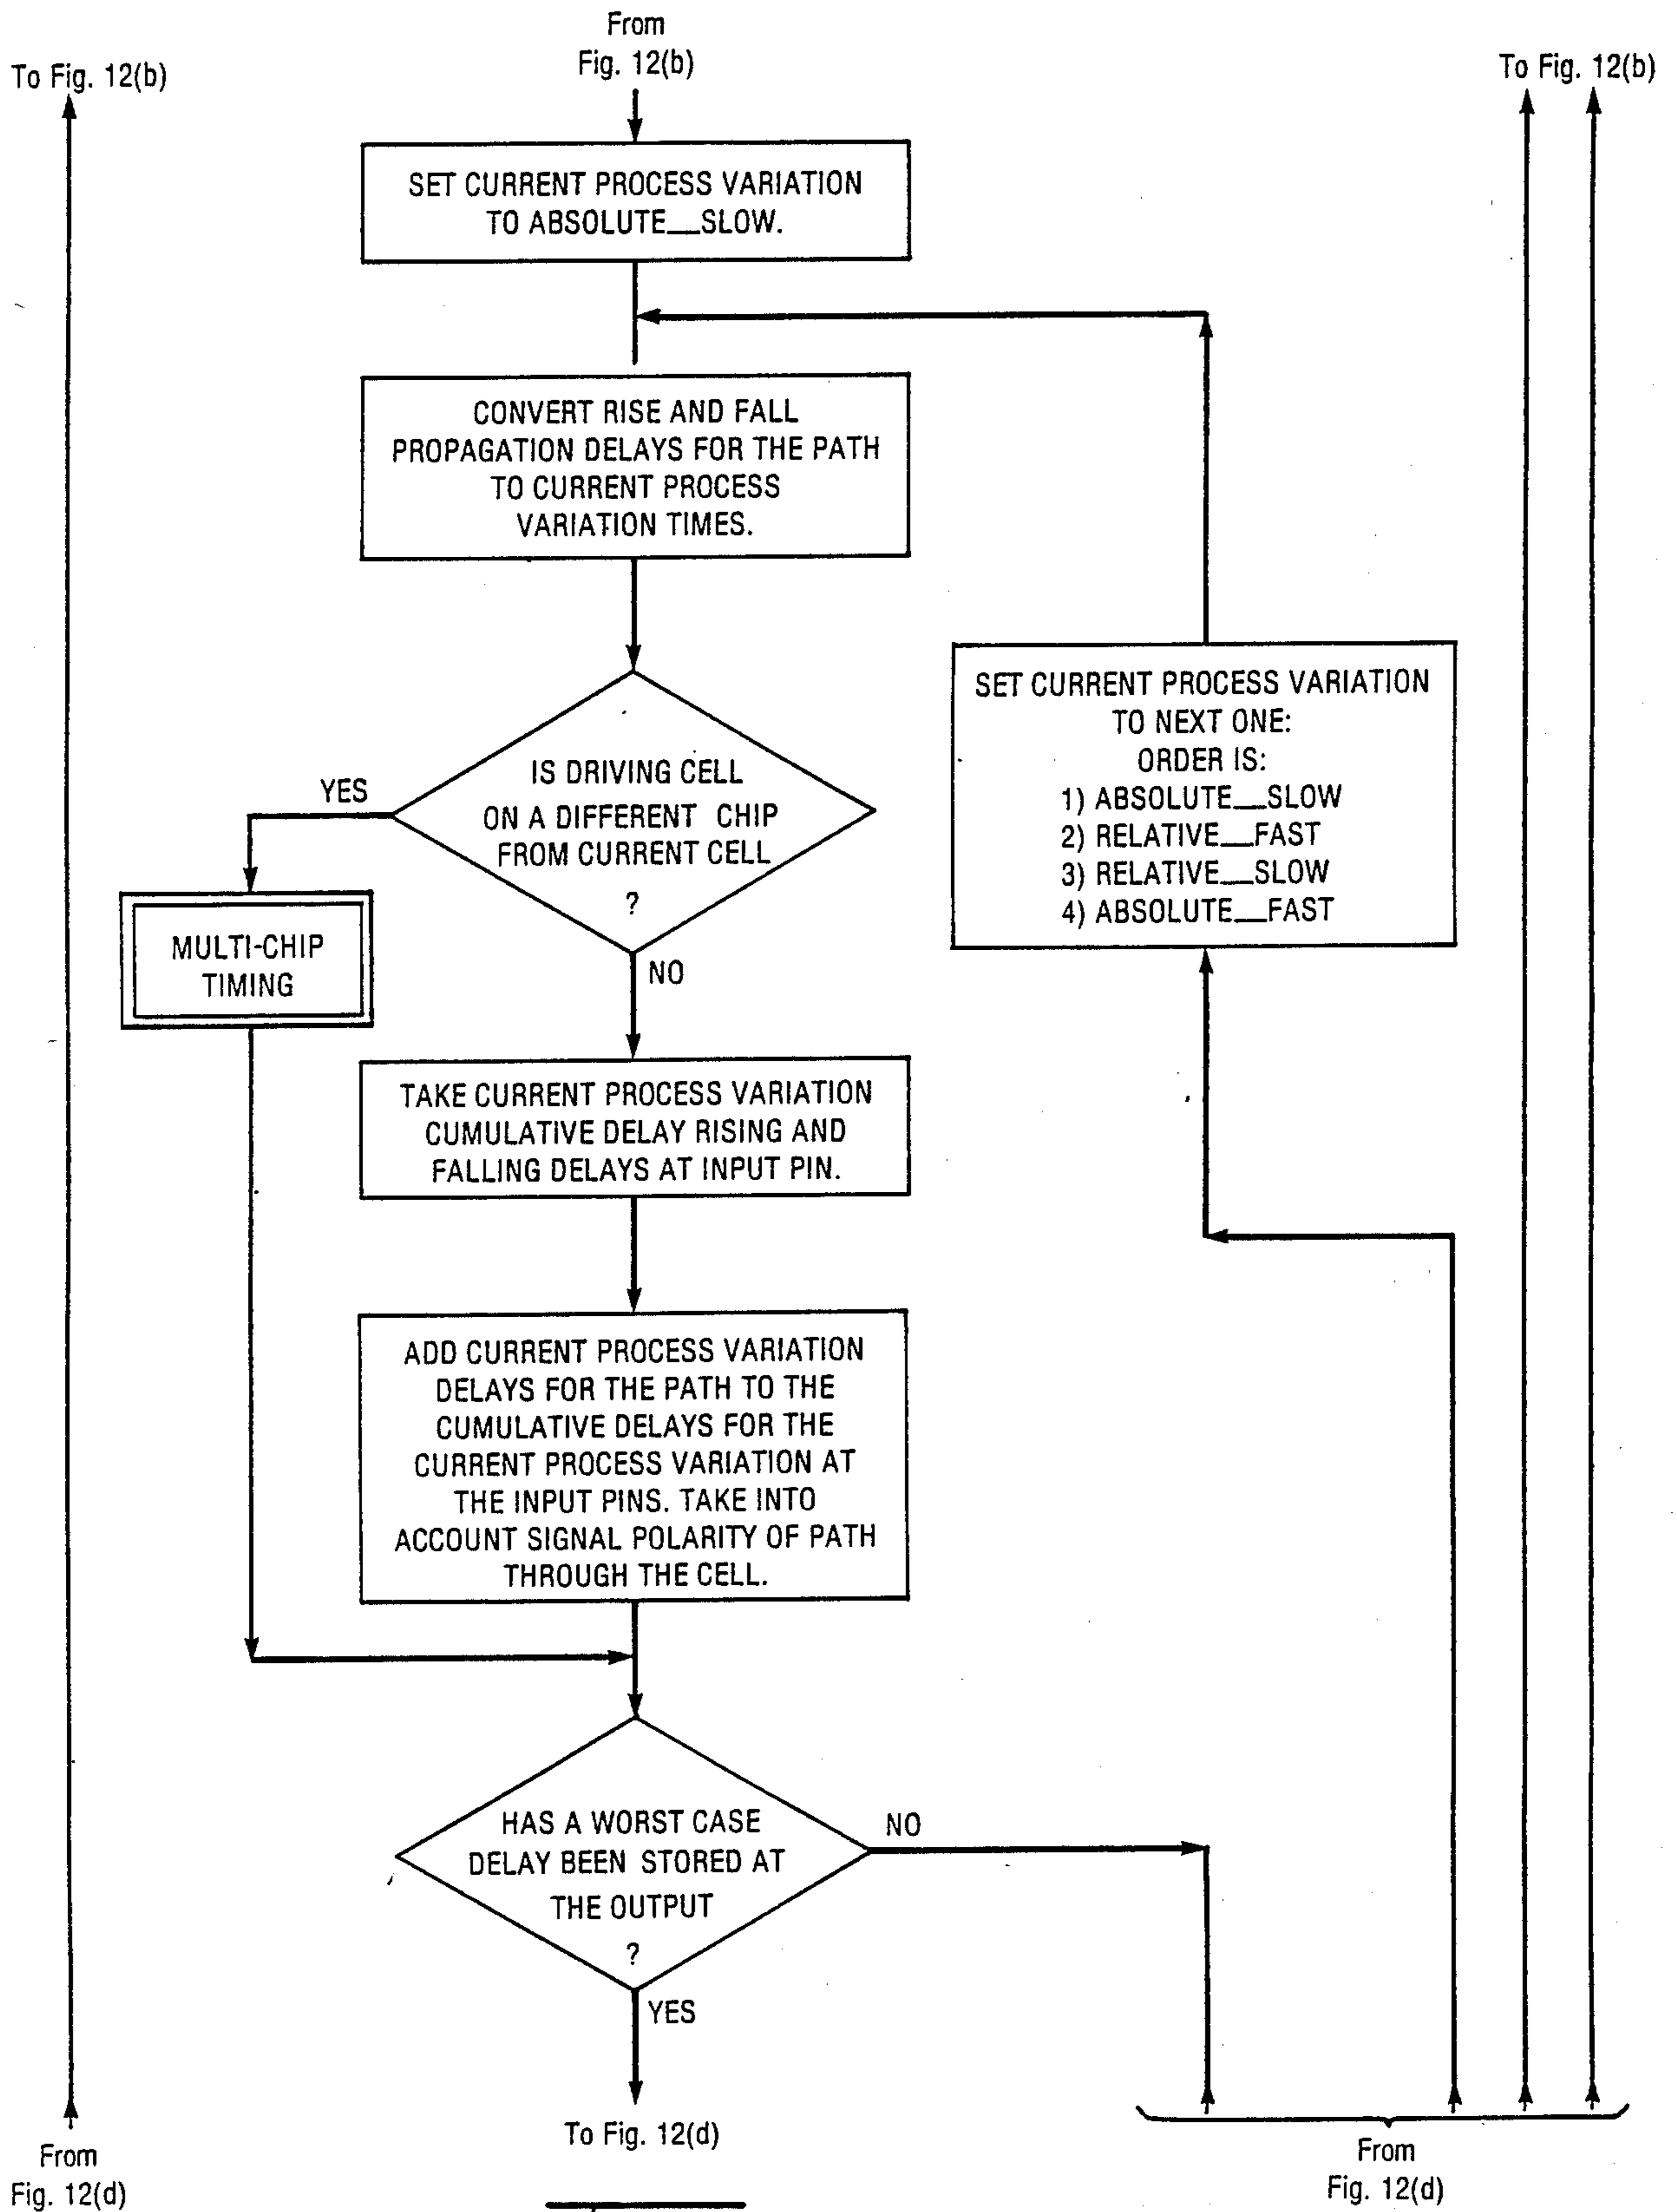 From
Fig. 12(b)
To Fig. 12(b)
To Fig. 12(b)
SET CURRENT PROCESS VARIATION
TO ABSOLUTE__SLOW.
CONVERT RISE AND FALL
PROPAGATION DELAYS FOR THE PATH
TO CURRENT PROCESS
VARIATION TIMES.
SET CURRENT PROCESS VARIATION
TO NEXT ONE:
ORDER IS:
1) ABSOLUTE__SLOW
2) RELATIVE__FAST
3) RELATIVE__SLOW
4) ABSOLUTE__FAST
IS DRIVING CELL
ON A DIFFERENT CHIP
FROM CURRENT CELL
?
YES
NO
MULTI-CHIP
TIMING
TAKE CURRENT PROCESS VARIATION
CUMULATIVE DELAY RISING AND
FALLING DELAYS AT INPUT PIN.
ADD CURRENT PROCESS VARIATION
DELAYS FOR THE PATH TO THE
CUMULATIVE DELAYS FOR THE
CURRENT PROCESS VARIATION AT
THE INPUT PINS. TAKE INTO
ACCOUNT SIGNAL POLARITY OF PATH
THROUGH THE CELL.
HAS A WORST CASE
DELAY BEEN STORED AT
THE OUTPUT
?
NO
YES
To Fig. 12(d)
From
Fig. 12(d)
From
Fig. 12(d)